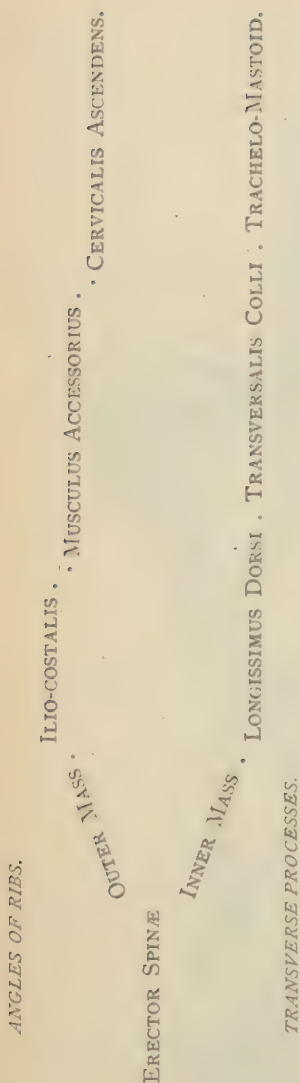 ANGLES OF RIBS.
ILIO-COSTALIS . . MUSCULUS ACCESSORIUS . . CERVICALIS ASCENDENS.
OUTER MASS .
ERECTOR SPINÆ
INNER MASS .
LONGISSIMUS DORSI . TRANSVERSALIS COLLI . TRACHELO-MASTOID.
TRANSVERSE PROCESSES.